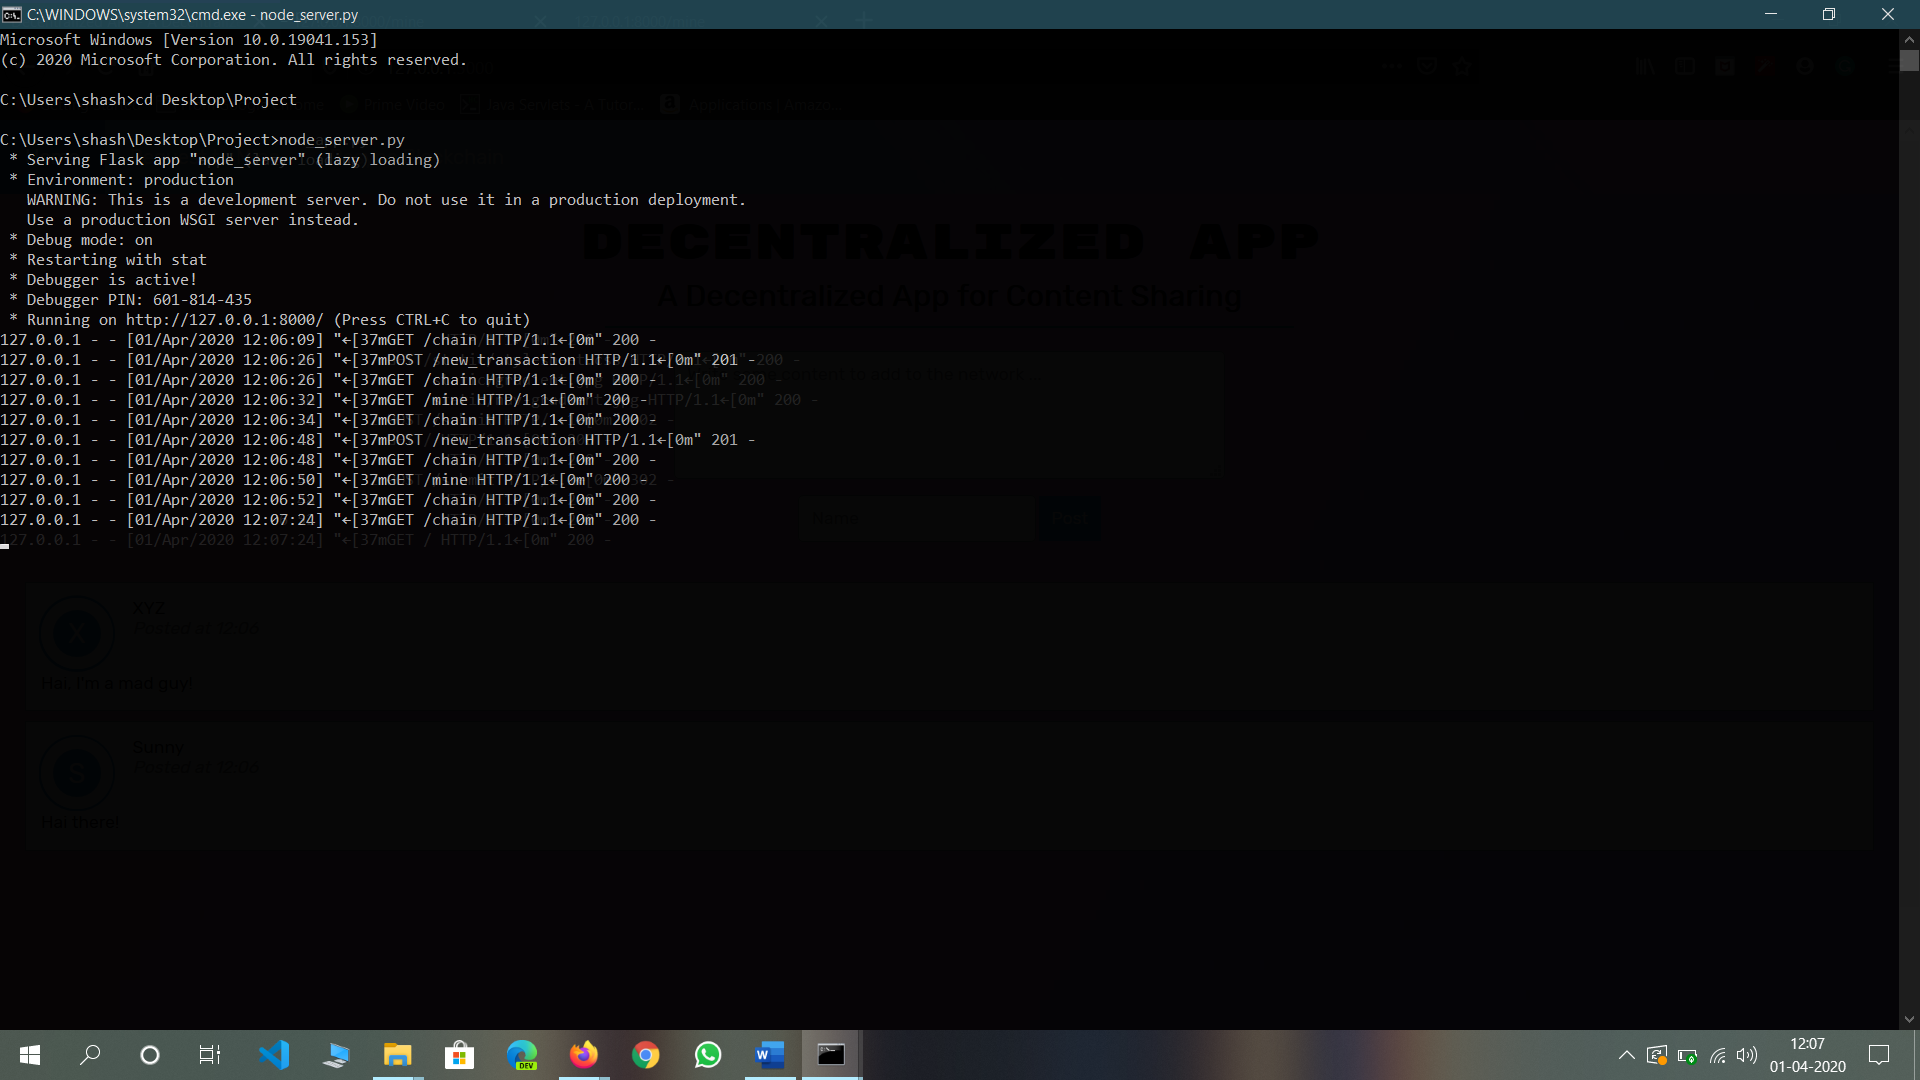 C:\WINDOWS\system32\cmd.exe - node_server.py
Microsoft Windows [Version 10.0.19041.153]
(c) 2020 Microsoft Corporation. All rights reserved.
C:\Users\shash>cd Desktop\Project
C:\Users\shash\Desktop\Project>node_server.py
 * Serving Flask app "node_server" (lazy loading)
 * Environment: production
   WARNING: This is a development server. Do not use it in a production deployment.
   Use a production WSGI server instead.
 * Debug mode: on
 * Restarting with stat
 * Debugger is active!
 * Debugger PIN: 601-814-435
 * Running on http://127.0.0.1:8000/ (Press CTRL+C to quit)
127.0.0.1 - - [01/Apr/2020 12:06:09] "←[37mGET /chain HTTP/1.1←[0m" 200 -
127.0.0.1 - - [01/Apr/2020 12:06:26] "←[37mPOST /new_transaction HTTP/1.1←[0m" 201 -
127.0.0.1 - - [01/Apr/2020 12:06:26] "←[37mGET /chain HTTP/1.1←[0m" 200 -
127.0.0.1 - - [01/Apr/2020 12:06:32] "←[37mGET /mine HTTP/1.1←[0m" 200 -
127.0.0.1 - - [01/Apr/2020 12:06:34] "←[37mGET /chain HTTP/1.1←[0m" 200 -
127.0.0.1 - - [01/Apr/2020 12:06:48] "←[37mPOST /new_transaction HTTP/1.1←[0m" 201 -
127.0.0.1 - - [01/Apr/2020 12:06:48] "←[37mGET /chain HTTP/1.1←[0m" 200 -
127.0.0.1 - - [01/Apr/2020 12:06:50] "←[37mGET /mine HTTP/1.1←[0m" 200 -
127.0.0.1 - - [01/Apr/2020 12:06:52] "←[37mGET /chain HTTP/1.1←[0m" 200 -
127.0.0.1 - - [01/Apr/2020 12:07:24] "←[37mGET /chain HTTP/1.1←[0m" 200 -
127.0.0.1 - - [01/Apr/2020 12:07:24] "←[37mGET / HTTP/1.1←[0m" 200 -
DECENTRALIZED APP
A Decentralized App for Content Sharing
Name
Post
X
XYZ
Posted at 12:06
Hai, I'm a mad guy!
S
Sunny
Posted at 12:06
Hai there!
DEV
12:07
01-04-2020